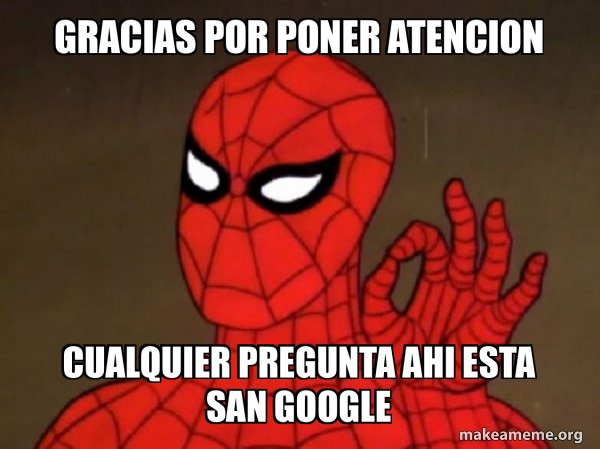 GRACIAS POR PONER ATENCION
CUALQUIER PREGUNTA AHI ESTA
SAN GOOGLE
makeameme.org